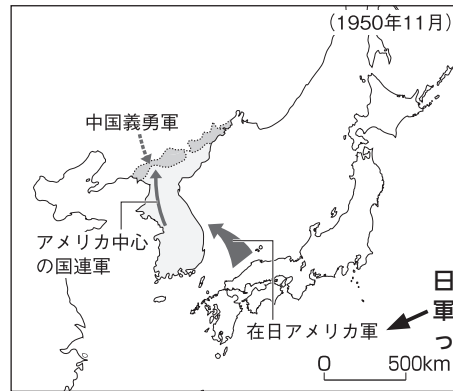 （1950年11月）
中国義勇軍
アメリカ中心
の国連軍
在日アメリカ軍
日
軍
っ
0 500km